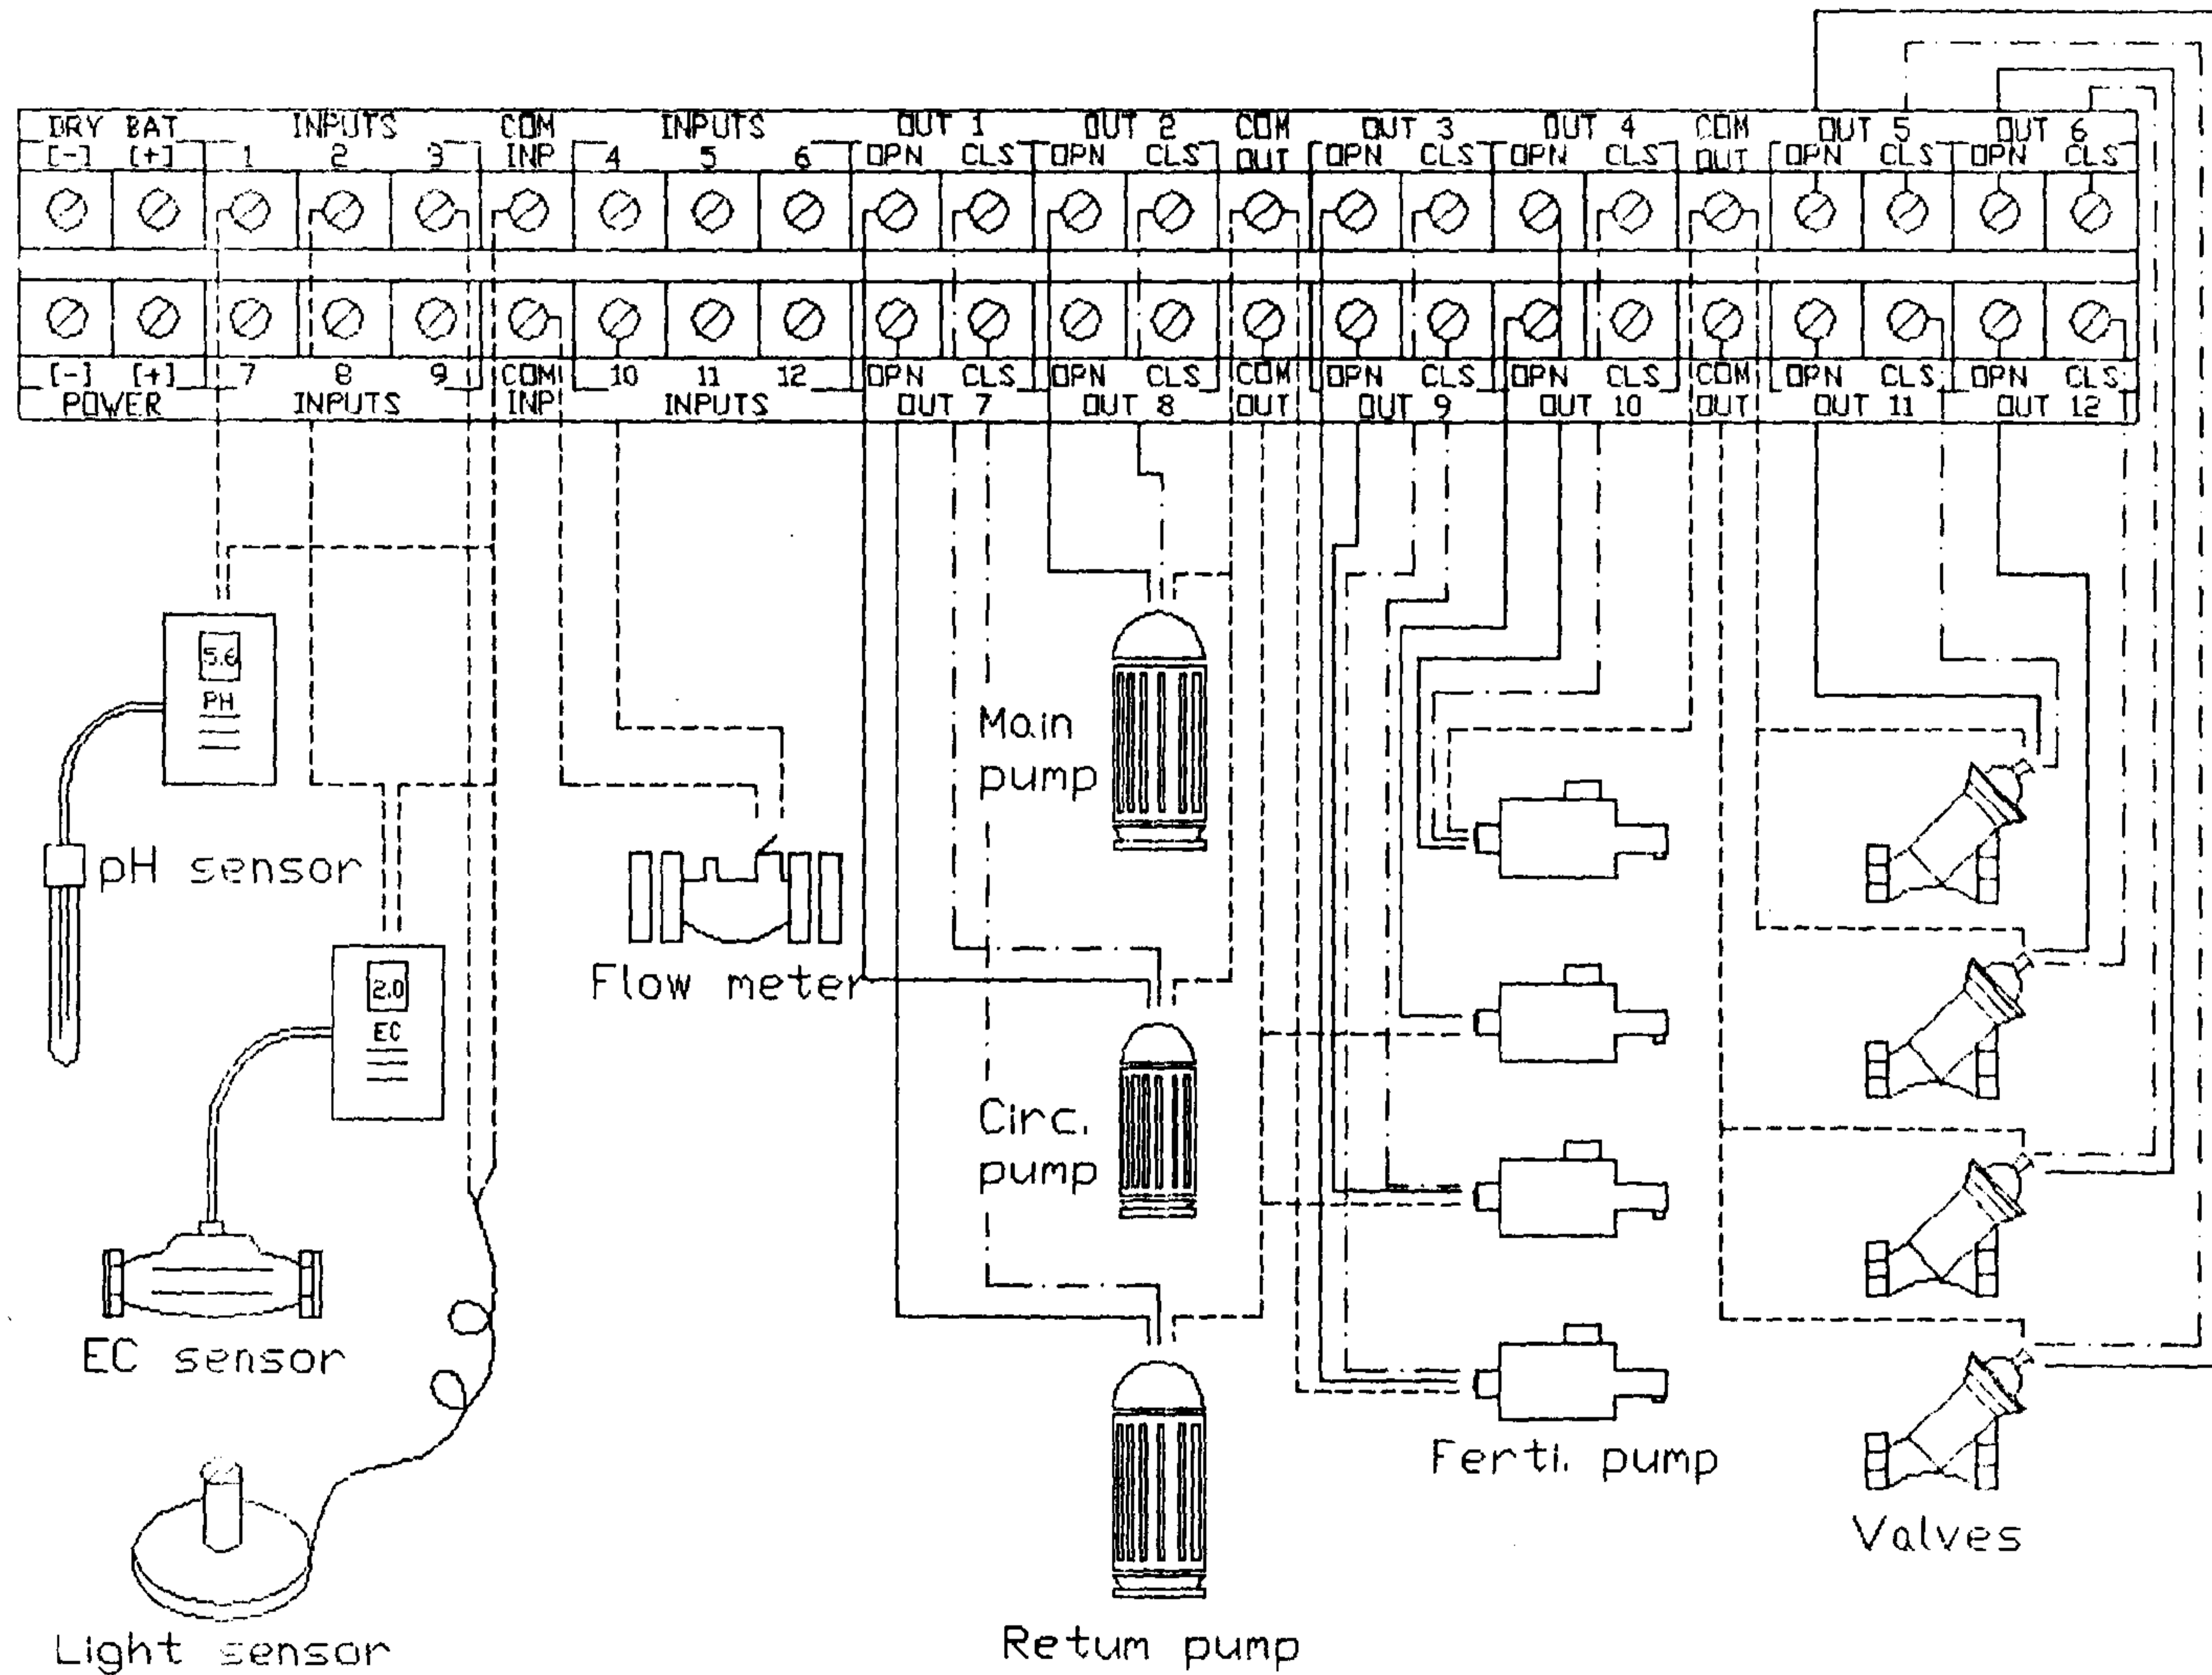 DRY BAT INPUTS COM INPUTS OUT 1 OUT 2 COM OUT 3 OUT 4 COM OUT 5 OUT 6
[-] [+] 1 2 3 INP 4 5 6 OPN CLS OPN CLS OUT OPN CLS OPN CLS OUT OPN CLS OPN CLS
[-] [+] 7 8 9 COM 10 11 12 OPN CLS OPN CLS COM OPN CLS OPN CLS COM OPN CLS OPN CLS
POWER INPUTS INP INPUTS OUT 7 OUT 8 OUT OUT 9 OUT 10 OUT OUT 11 OUT 12
5.6
PH
pH sensor
2.0
EC
EC sensor
Light sensor
Flow meter
Main
pump
Circ.
pump
Retum pump
Ferti. pump
Valves